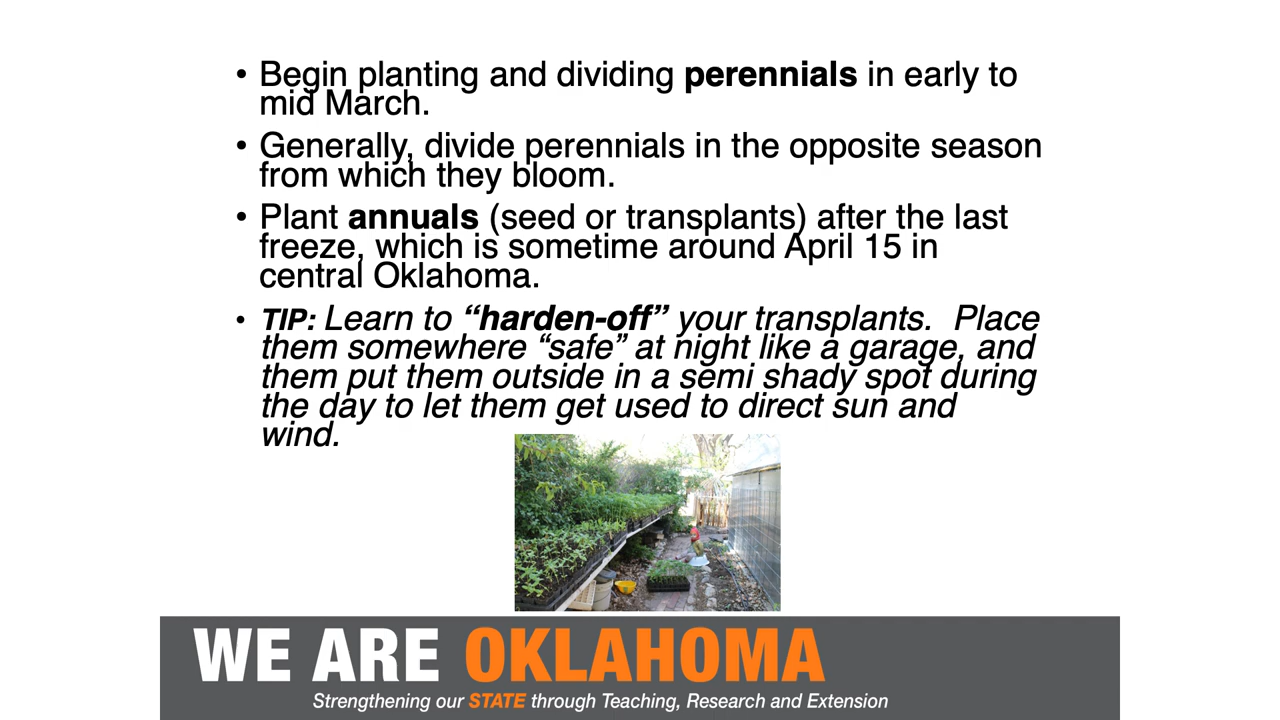 • Begin planting and dividing perennials in early to
mid March.
• Generally, divide perennials in the opposite season
from which they bloom.
• Plant annuals (seed or transplants) after the last
freeze, which is sometime around April 15 in
central Oklahoma.
• TIP: Learn to “harden-off” your transplants.  Place
them somewhere “safe” at night like a garage, and
them put them outside in a semi shady spot during
the day to let them get used to direct sun and
wind.
WE ARE OKLAHOMA
Strengthening our STATE through Teaching, Research and Extension